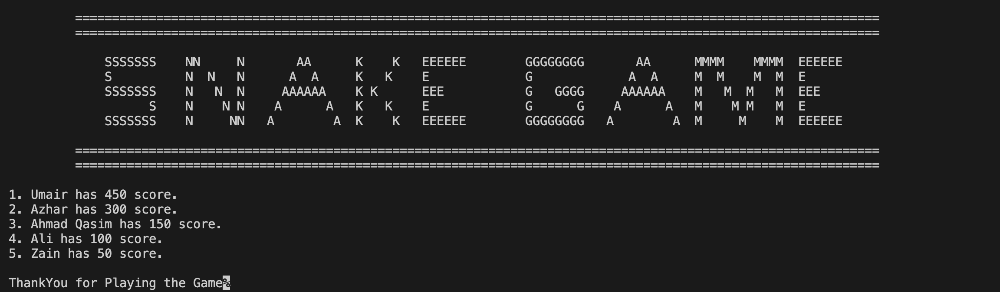 =============================================================================================================
=============================================================================================================
SSSSSSS    NN     N       AA      K    K   EEEEEE        GGGGGGGG       AA      MMMM    MMMM  EEEEEE
S          N  N   N      A  A     K   K    E             G             A  A     M  M    M  M  E
SSSSSSS    N   N  N     AAAAAA    K K      EEE           G   GGGG     AAAAAA    M   M  M   M  EEE
      S    N    N N    A      A   K   K    E             G      G    A      A   M    M M   M  E
SSSSSSS    N     NN   A        A  K    K   EEEEEE        GGGGGGGG   A        A  M     M    M  EEEEEE
=============================================================================================================
=============================================================================================================
1. Umair has 450 score.
2. Azhar has 300 score.
3. Ahmad Qasim has 150 score.
4. Ali has 100 score.
5. Zain has 50 score.
ThankYou for Playing the Game%